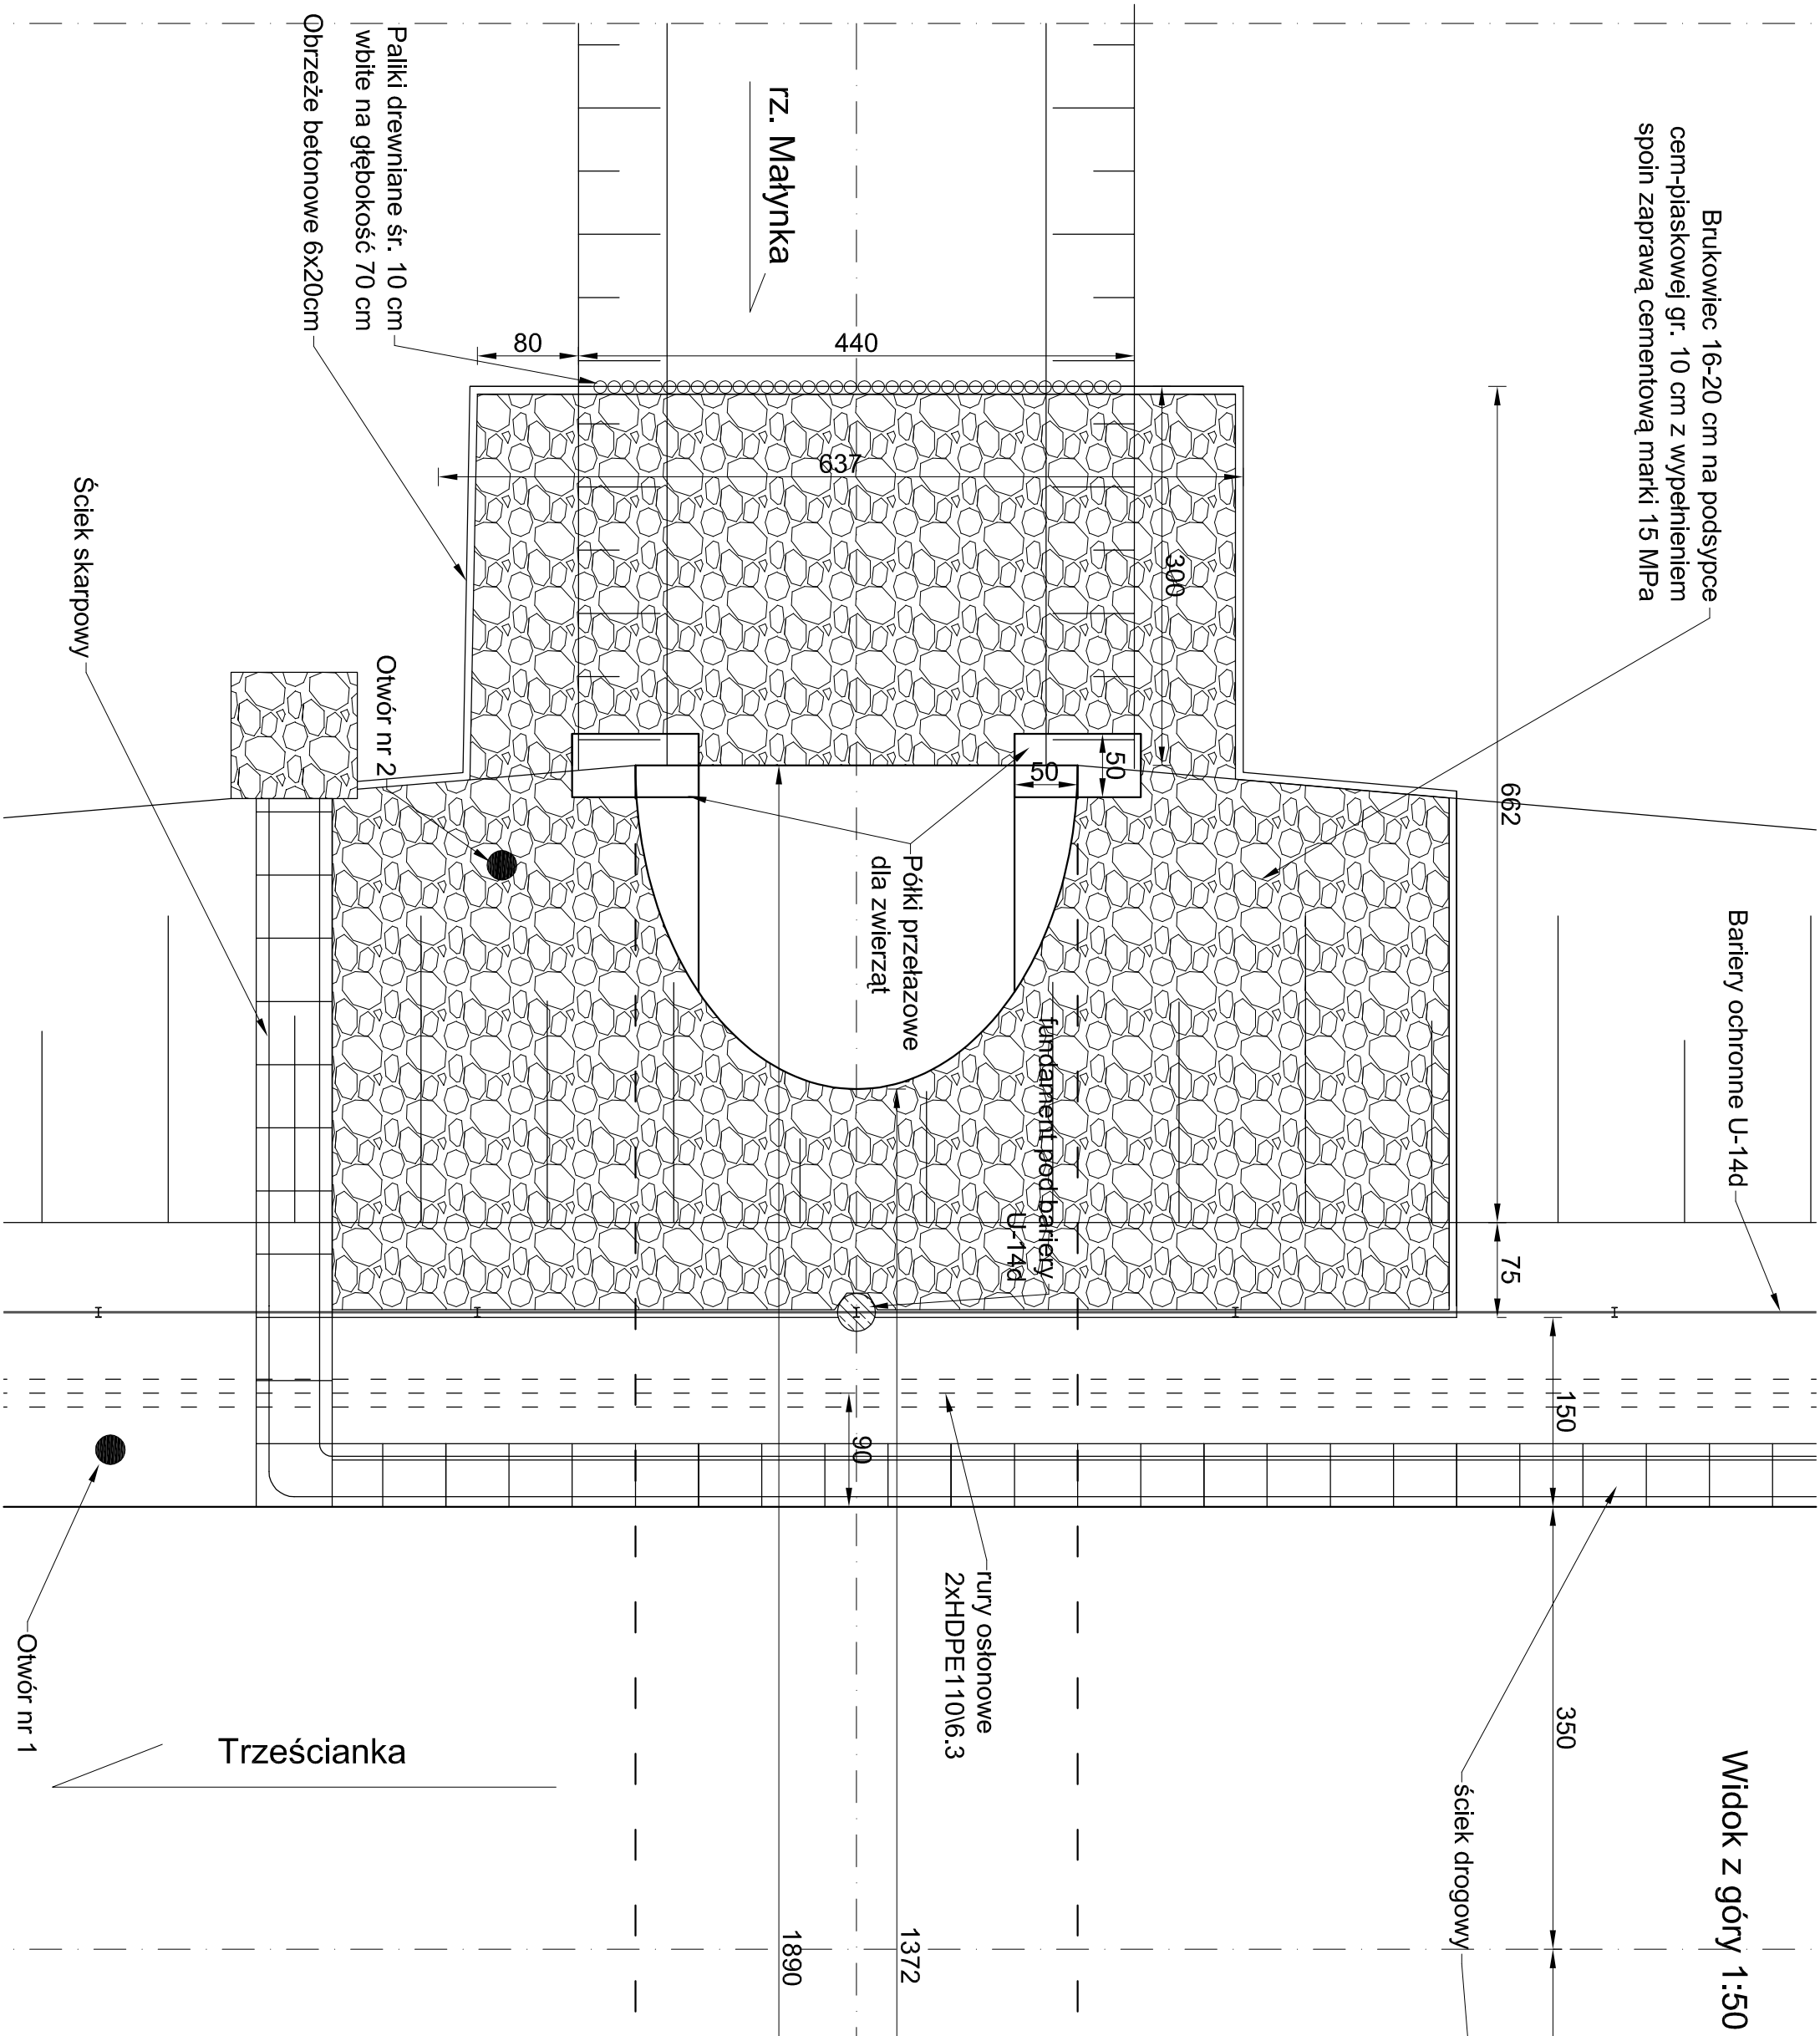 Widok z góry 1:50
Brukowiec 16-20 cm na podsypce
cem-piaskowej gr. 10 cm z wypełnieniem
spoin zaprawą cementową marki 15 MPa
Bariery ochronne U-14d
ściek drogowy
662
75
150
350
300
50
50
440
80
637
rz. Małynka
Paliki drewniane śr. 10 cm
wbite na głębokość 70 cm
Obrzeże betonowe 6x20cm
Półki przełazowe
dla zwierząt
fundament pod bariery
U-14d
rury osłonowe
2xHDPE110\6.3
90
1372
1890
Otwór nr 2
Ściek skarpowy
Otwór nr 1
Trześcianka